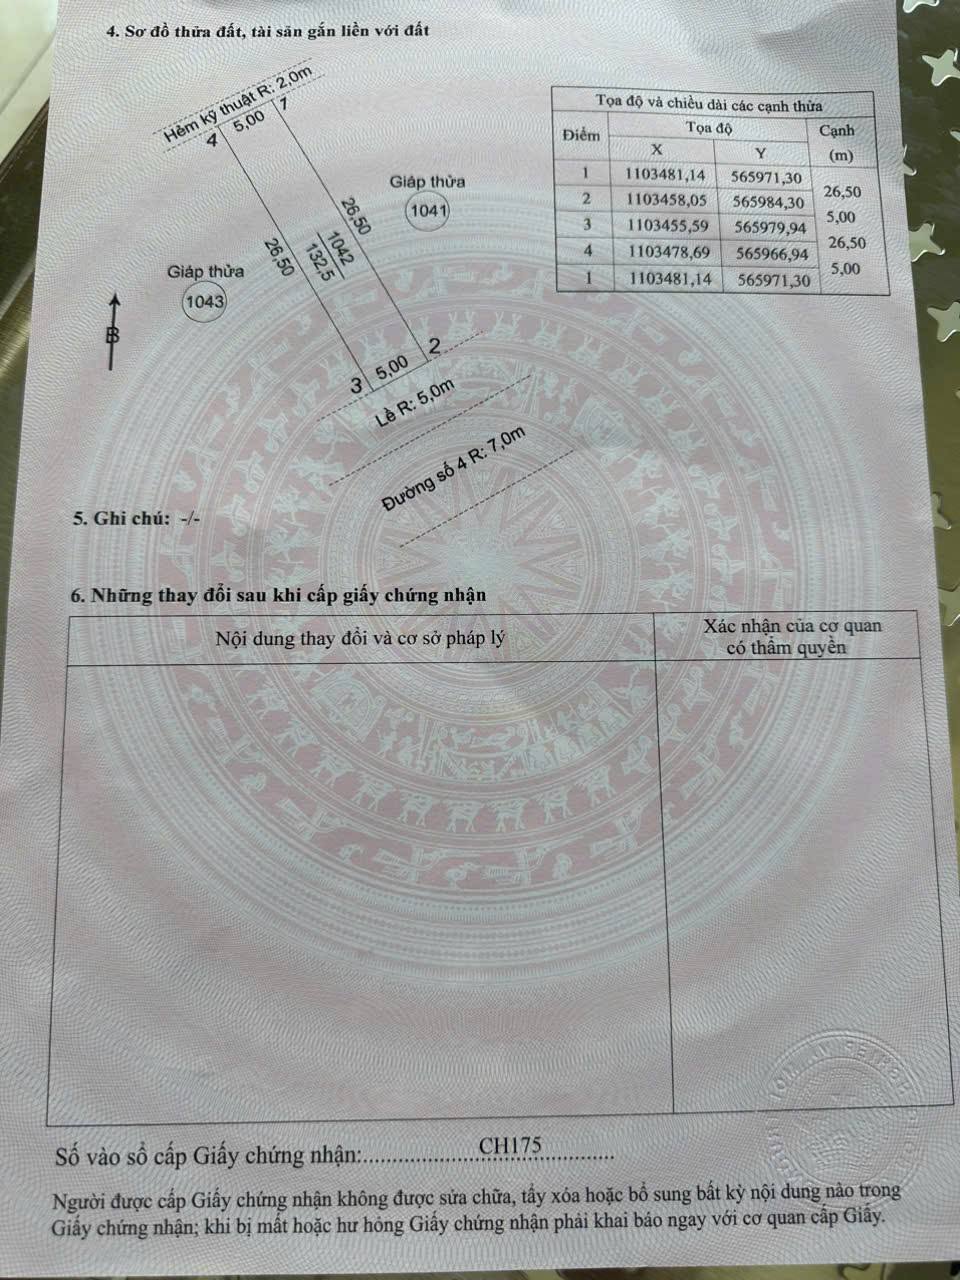 4. Sơ đồ thửa đất, tài sản gắn liền với đất
Hẻm kỹ thuật R: 2,0m
4 5,00 1
Giáp thửa
1041
26,50
1042
132,5
26,50
Giáp thửa
1043
B
2
3 5,00
Lề R: 5,0m
Đường số 4 R: 7,0m
Tọa độ và chiều dài các cạnh thửa
Điểm Tọa độ Cạnh
X Y (m)
1 1103481,14 565971,30
26,50
2 1103458,05 565984,30
5,00
3 1103455,59 565979,94
26,50
4 1103478,69 565966,94
5,00
1 1103481,14 565971,30
5. Ghi chú: -/-
6. Những thay đổi sau khi cấp giấy chứng nhận
Nội dung thay đổi và cơ sở pháp lý
Xác nhận của cơ quan
có thẩm quyền
Số vào sổ cấp Giấy chứng nhận:......................CH175..............
Người được cấp Giấy chứng nhận không được sửa chữa, tẩy xóa hoặc bổ sung bất kỳ nội dung nào trong
Giấy chứng nhận; khi bị mất hoặc hư hỏng Giấy chứng nhận phải khai báo ngay với cơ quan cấp Giấy.